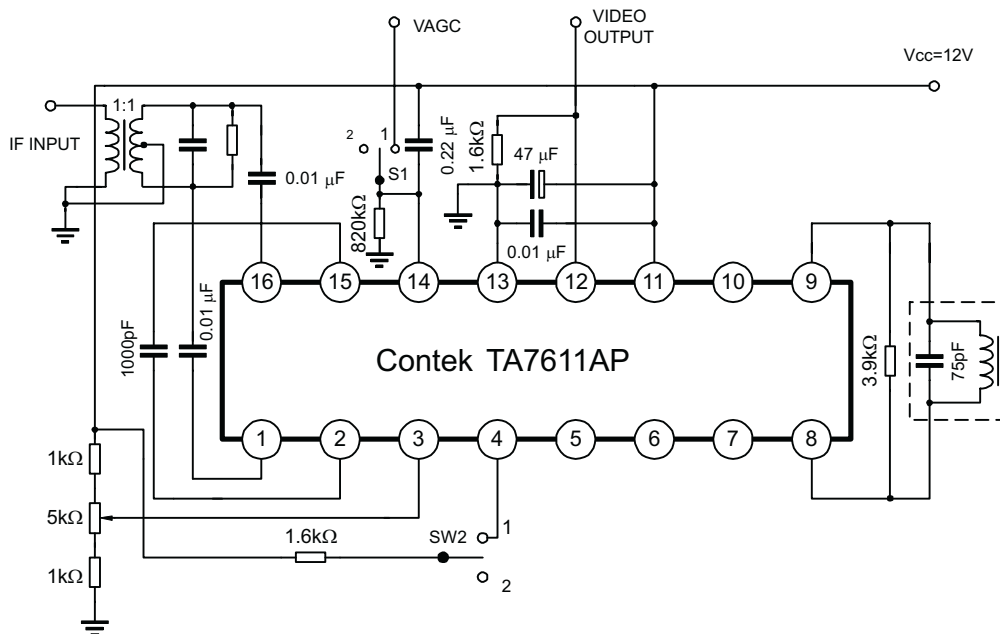 VAGC
VIDEO
OUTPUT
Vcc=12V
1:1
IF INPUT
0.01 µF
2
1
S1
820kΩ
0.22 µF
1.6kΩ
47 µF
0.01 µF
16
15
14
13
12
11
10
9
1000pF
0.01 µF
Contek TA7611AP
3.9kΩ
75pF
1
2
3
4
5
6
7
8
1kΩ
5kΩ
1kΩ
1.6kΩ
SW2
1
2